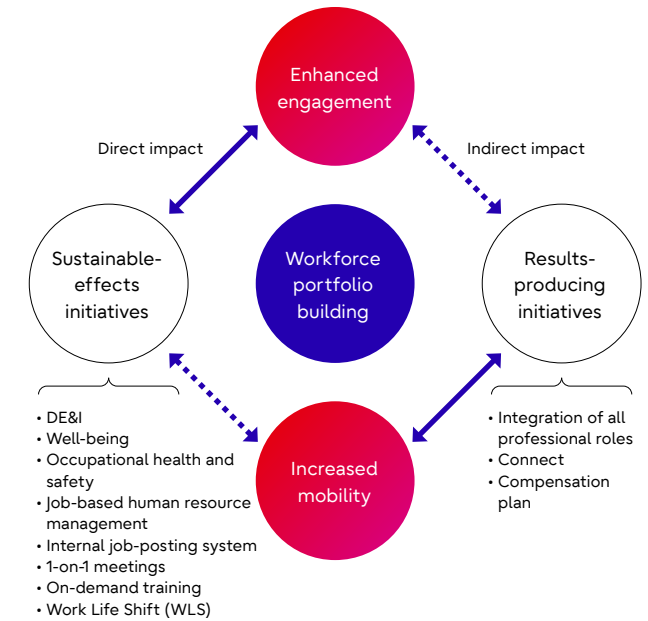 Enhanced
engagement
Direct impact
Indirect impact
Sustainable-
effects
initiatives
Workforce
portfolio
building
Results-
producing
initiatives
• DE&I
• Well-being
• Occupational health and
safety
• Job-based human resource
management
• Internal job-posting system
• 1-on-1 meetings
• On-demand training
• Work Life Shift (WLS)
Increased
mobility
• Integration of all
professional roles
• Connect
• Compensation
plan